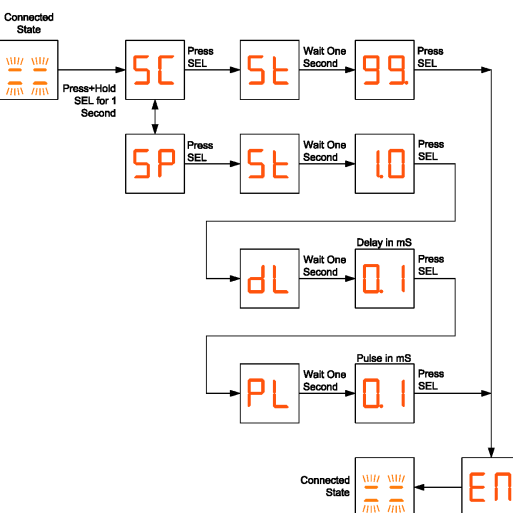 Connected
State
SC
Press
SEL
St
Wait One
Second
99.
Press
SEL
Press+Hold
SEL for 1
Second
SP
Press
SEL
St
Wait One
Second
1.0
Press
SEL
Delay in mS
dL
Wait One
Second
0.1
Press
SEL
Pulse in mS
PL
Wait One
Second
0.1
Press
SEL
Connected
State
En